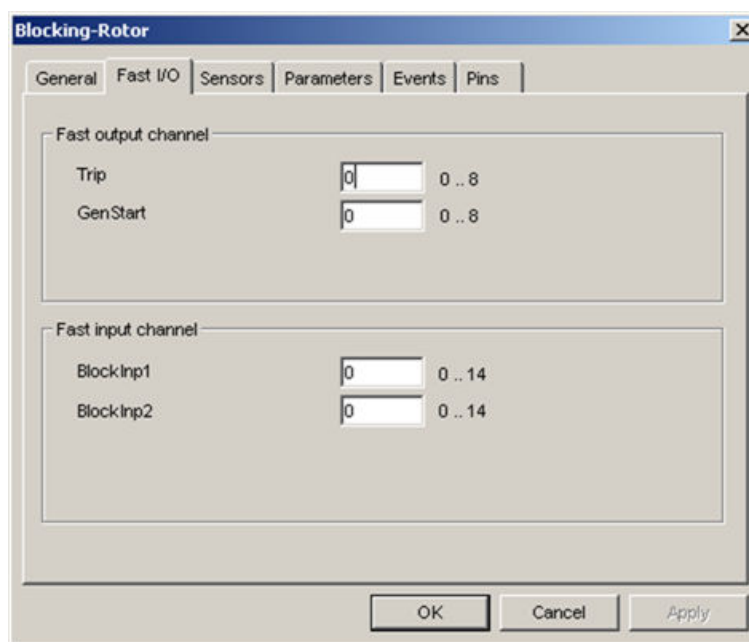 Blocking-Rotor
General Fast I/O Sensors Parameters Events Pins
Fast output channel
Trip 0 0 .. 8
GenStart 0 0 .. 8
Fast input channel
BlockInp1 0 0 .. 14
BlockInp2 0 0 .. 14
OK Cancel Apply